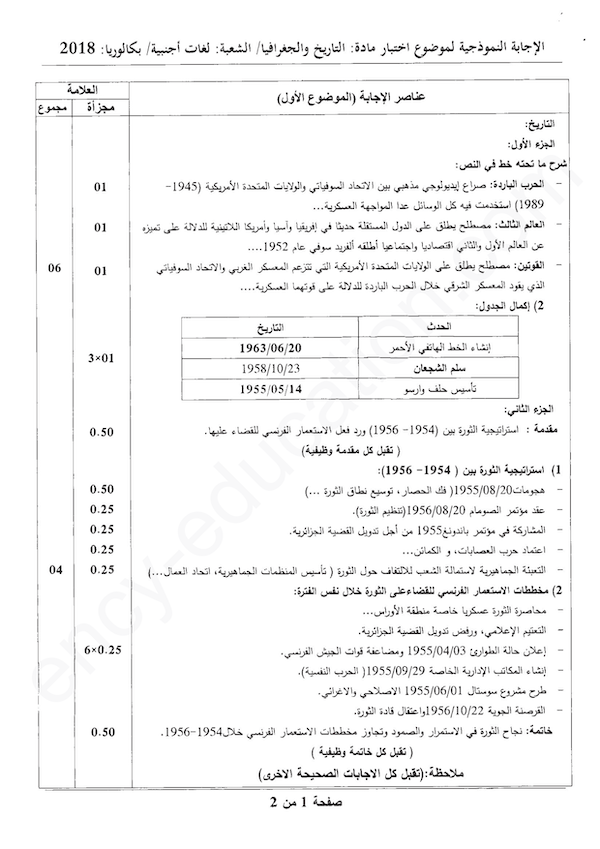 الإجابة النموذجية لموضوع اختبار مادة: التاريخ والجغرافيا/ الشعبة: لغات أجنبية/ بكالوريا: 2018
العلامة
عناصر الإجابة (الموضوع الأول)
مجزأة
مجموع
التاريخ:
الجزء الأول:
شرح ما تحته خط في النص:
- الحرب الباردة: صراع إيديولوجي مذهبي بين الاتحاد السوفياتي والولايات المتحدة الأمريكية (1945-
01
1989) استخدمت فيه كل الوسائل عدا المواجهة العسكرية...
- العالم الثالث: مصطلح يطلق على الدول المستقلة حديثا في إفريقيا وآسيا وأمريكا اللاتينية للدلالة على تميزه
01
عن العالم الأول والثاني اقتصاديا واجتماعيا أطلقه ألفريد سوفي عام 1952....
- القوتين: مصطلح يطلق على الولايات المتحدة الأمريكية التي تتزعم المعسكر الغربي والاتحاد السوفياتي
01
06
الذي يقود المعسكر الشرقي خلال الحرب الباردة للدلالة على قوتهما العسكرية....
2) إكمال الجدول:
الحدث
التاريخ
إنشاء الخط الهاتفي الأحمر
1963/06/20
3×01
سلم الشجعان
1958/10/23
تأسيس حلف وارسو
1955/05/14
الجزء الثاني:
مقدمة : استراتيجية الثورة بين (1954- 1956) ورد فعل الاستعمار الفرنسي للقضاء عليها.
0.50
( تقبل كل مقدمة وظيفية)
1) استراتيجية الثورة بين ( 1954- 1956):
- هجومات1955/08/20( فك الحصار، توسيع نطاق الثورة ...)
0.50
- عقد مؤتمر الصومام 1956/08/20(تنظيم الثورة).
0.25
- المشاركة في مؤتمر باندونغ1955 من أجل تدويل القضية الجزائرية.
0.25
- اعتماد حرب العصابات، و الكمائن...
0.25
- التعبئة الجماهيرية لاستمالة الشعب للالتفاف حول الثورة ( تأسيس المنظمات الجماهيرية، اتحاد العمال...)
0.25
04
2) مخططات الاستعمار الفرنسي للقضاءعلى الثورة خلال نفس الفترة:
- محاصرة الثورة عسكريا خاصة منطقة الأوراس...
- التعتيم الإعلامي، ورفض تدويل القضية الجزائرية.
- إعلان حالة الطوارئ 1955/04/03 ومضاعفة قوات الجيش الفرنسي.
6×0.25
- إنشاء المكاتب الإدارية الخاصة 1955/09/29( الحرب النفسية).
- طرح مشروع سوستال 1955/06/01 الاصلاحي والاغرائي.
- القرصنة الجوية 1956/10/22واعتقال قادة الثورة.
خاتمة: نجاح الثورة في الاستمرار والصمود وتجاوز مخططات الاستعمار الفرنسي خلال1954-1956.
0.50
( تقبل كل خاتمة وظيفية )
ملاحظة:(تقبل كل الاجابات الصحيحة الاخرى)
صفحة 1 من 2
ency-education.com